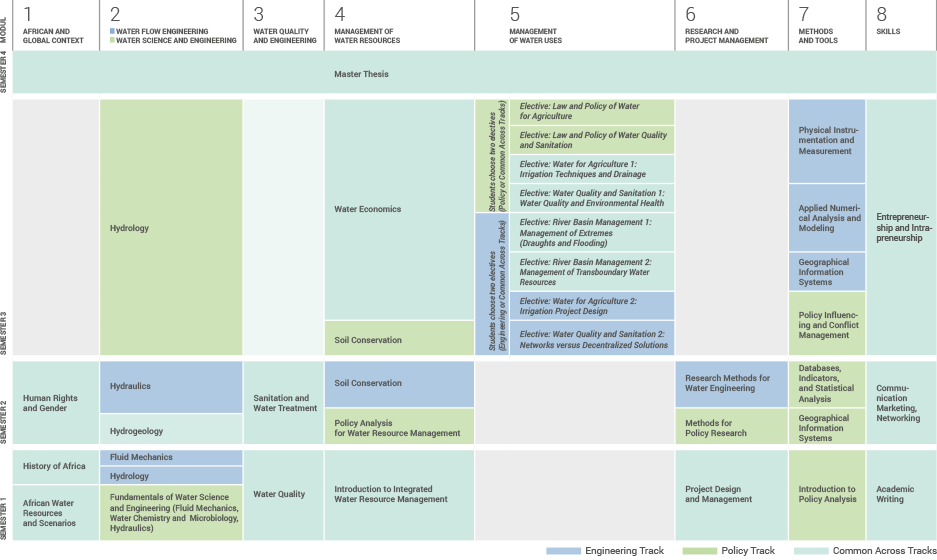 MODUL
1
AFRICAN AND
GLOBAL CONTEXT
2
WATER FLOW ENGINEERING
WATER SCIENCE AND ENGINEERING
3
WATER QUALITY
AND ENGINEERING
4
MANAGEMENT OF
WATER RESOURCES
5
MANAGEMENT
OF WATER USES
6
RESEARCH AND
PROJECT MANAGEMENT
7
METHODS
AND TOOLS
8
SKILLS
SEMESTER 4
Master Thesis
SEMESTER 3
Hydrology
Water Economics
Soil Conservation
Students choose two electives
(Policy or Common Across Tracks)
Students choose two electives
(Engineering or Common Across Tracks)
Elective: Law and Policy of Water
for Agriculture
Elective: Law and Policy of Water Quality
and Sanitation
Elective: Water for Agriculture 1:
Irrigation Techniques and Drainage
Elective: Water Quality and Sanitation 1:
Water Quality and Environmental Health
Elective: River Basin Management 1:
Management of Extremes
(Draughts and Flooding)
Elective: River Basin Management 2:
Management of Transboundary Water
Resources
Elective: Water for Agriculture 2:
Irrigation Project Design
Elective: Water Quality and Sanitation 2:
Networks versus Decentralized Solutions
Physical Instru-
mentation and
Measurement
Applied Numeri-
cal Analysis and
Modeling
Geographical
Information
Systems
Policy Influenc-
ing and Conflict
Management
Entrepreneur-
ship and Intra-
preneurship
SEMESTER 2
Human Rights
and Gender
Hydraulics
Hydrogeology
Sanitation and
Water Treatment
Soil Conservation
Policy Analysis
for Water Resource Management
Research Methods for
Water Engineering
Methods for
Policy Research
Databases,
Indicators,
and Statistical
Analysis
Geographical
Information
Systems
Commu-
nication
Marketing,
Networking
SEMESTER 1
History of Africa
African Water
Resources
and Scenarios
Fluid Mechanics
Hydrology
Fundamentals of Water Science
and Engineering (Fluid Mechanics,
Water Chemistry and Microbiology,
Hydraulics)
Water Quality
Introduction to Integrated
Water Resource Management
Project Design
and Management
Introduction to
Policy Analysis
Academic
Writing
Engineering Track
Policy Track
Common Across Tracks